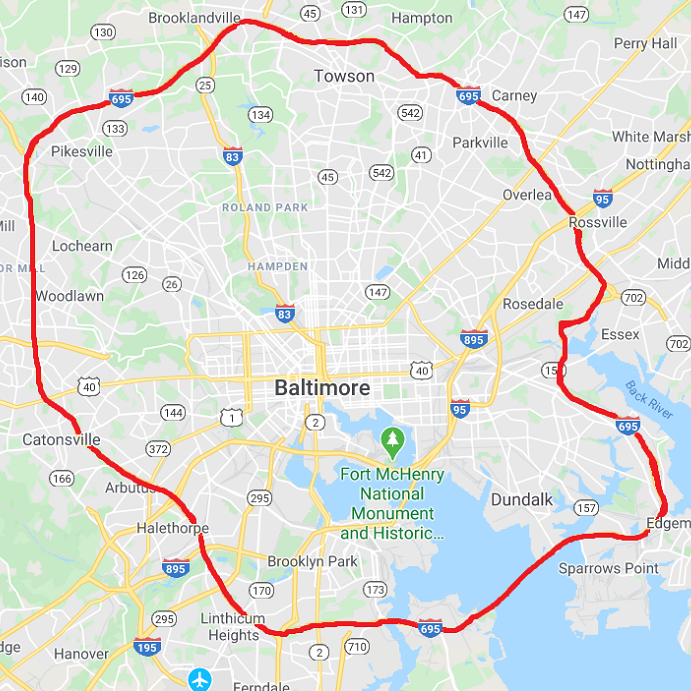 Brooklandville
45
131
Hampton
147
130
Perry Hall
ison
129
Towson
25
140
695
695
Carney
134
542
133
White Marsh
Parkville
Pikesville
83
41
Nottingha
45
542
Overlea
95
ROLAND PARK
Mill
Rossville
Lochearn
HAMPDEN
Midd
OR MILL
126
26
147
Woodlawn
702
Rosedale
83
Essex
895
702
40
Baltimore
40
15
Back River
144
1
2
95
695
Catonsville
372
Fort McHenry
National
Monument
and Historic...
166
Arbutus
295
Dundalk
157
Halethorpe
Edgem
Brooklyn Park
895
Sparrows Point
170
173
295
Linthicum
Heights
695
195
dge
Hanover
2
710
Ferndale